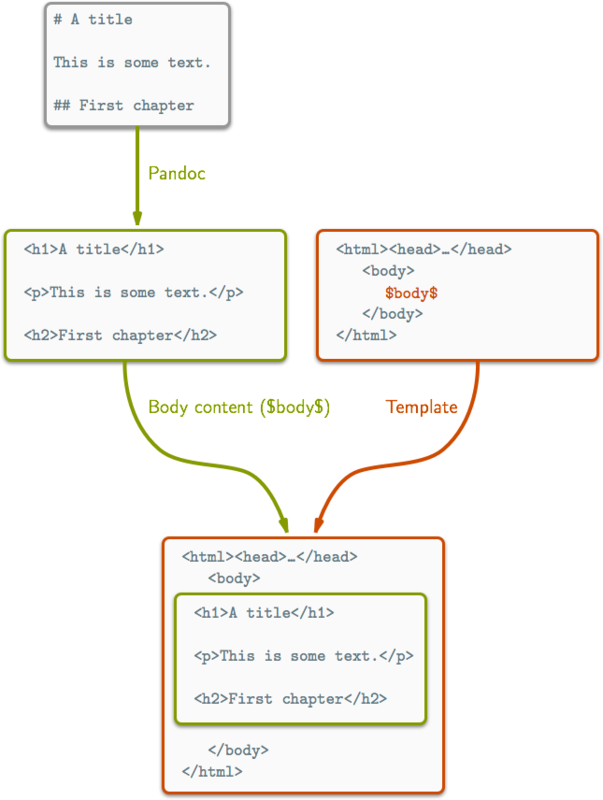 # A title
This is some text.
## First chapter
Pandoc
<h1>A title</h1>
<p>This is some text.</p>
<h2>First chapter</h2>
<html><head>…</head>
<body>
$body$
</body>
</html>
Body content ($body$)
Template
<html><head>…</head>
<body>
<h1>A title</h1>
<p>This is some text.</p>
<h2>First chapter</h2>
</body>
</html>